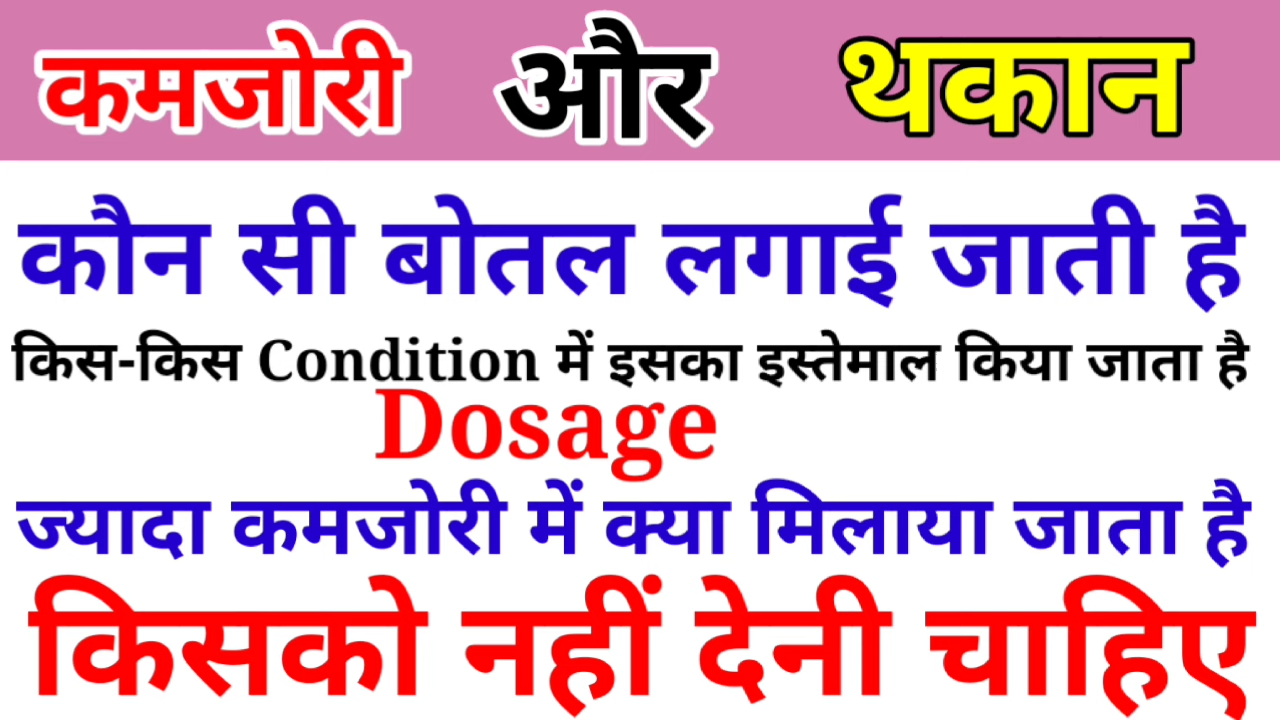 कमजोरी और थकान
कौन सी बोतल लगाई जाती है
किस-किस Condition में इसका इस्तेमाल किया जाता है
Dosage
ज्यादा कमजोरी में क्या मिलाया जाता है
किसको नहीं देनी चाहिए